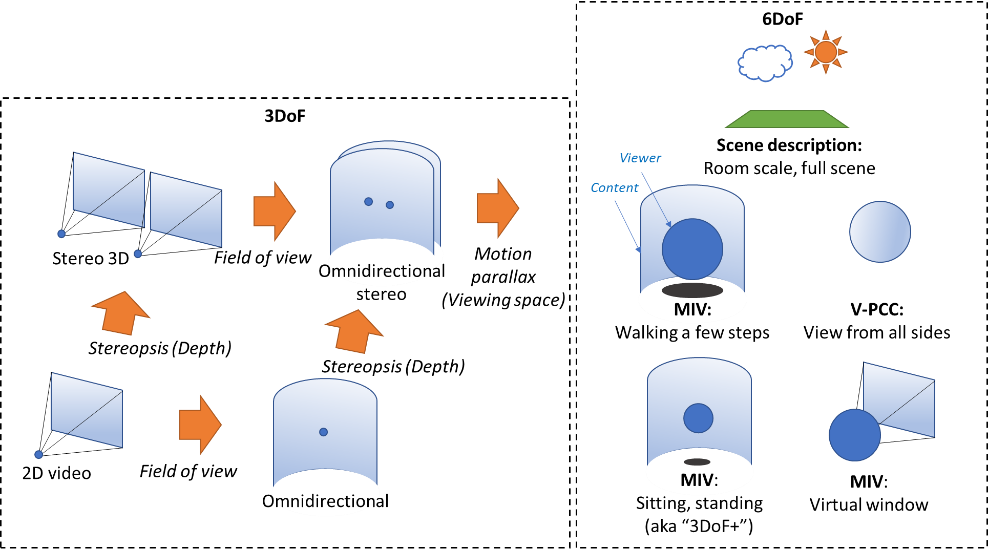 3DoF
Stereo 3D
Field of view
Omnidirectional
stereo
Motion
parallax
(Viewing space)
Stereopsis (Depth)
Stereopsis (Depth)
2D video
Field of view
Omnidirectional
6DoF
Scene description:
Room scale, full scene
Viewer
Content
MIV:
Walking a few steps
V-PCC:
View from all sides
MIV:
Sitting, standing
(aka “3DoF+”)
MIV:
Virtual window